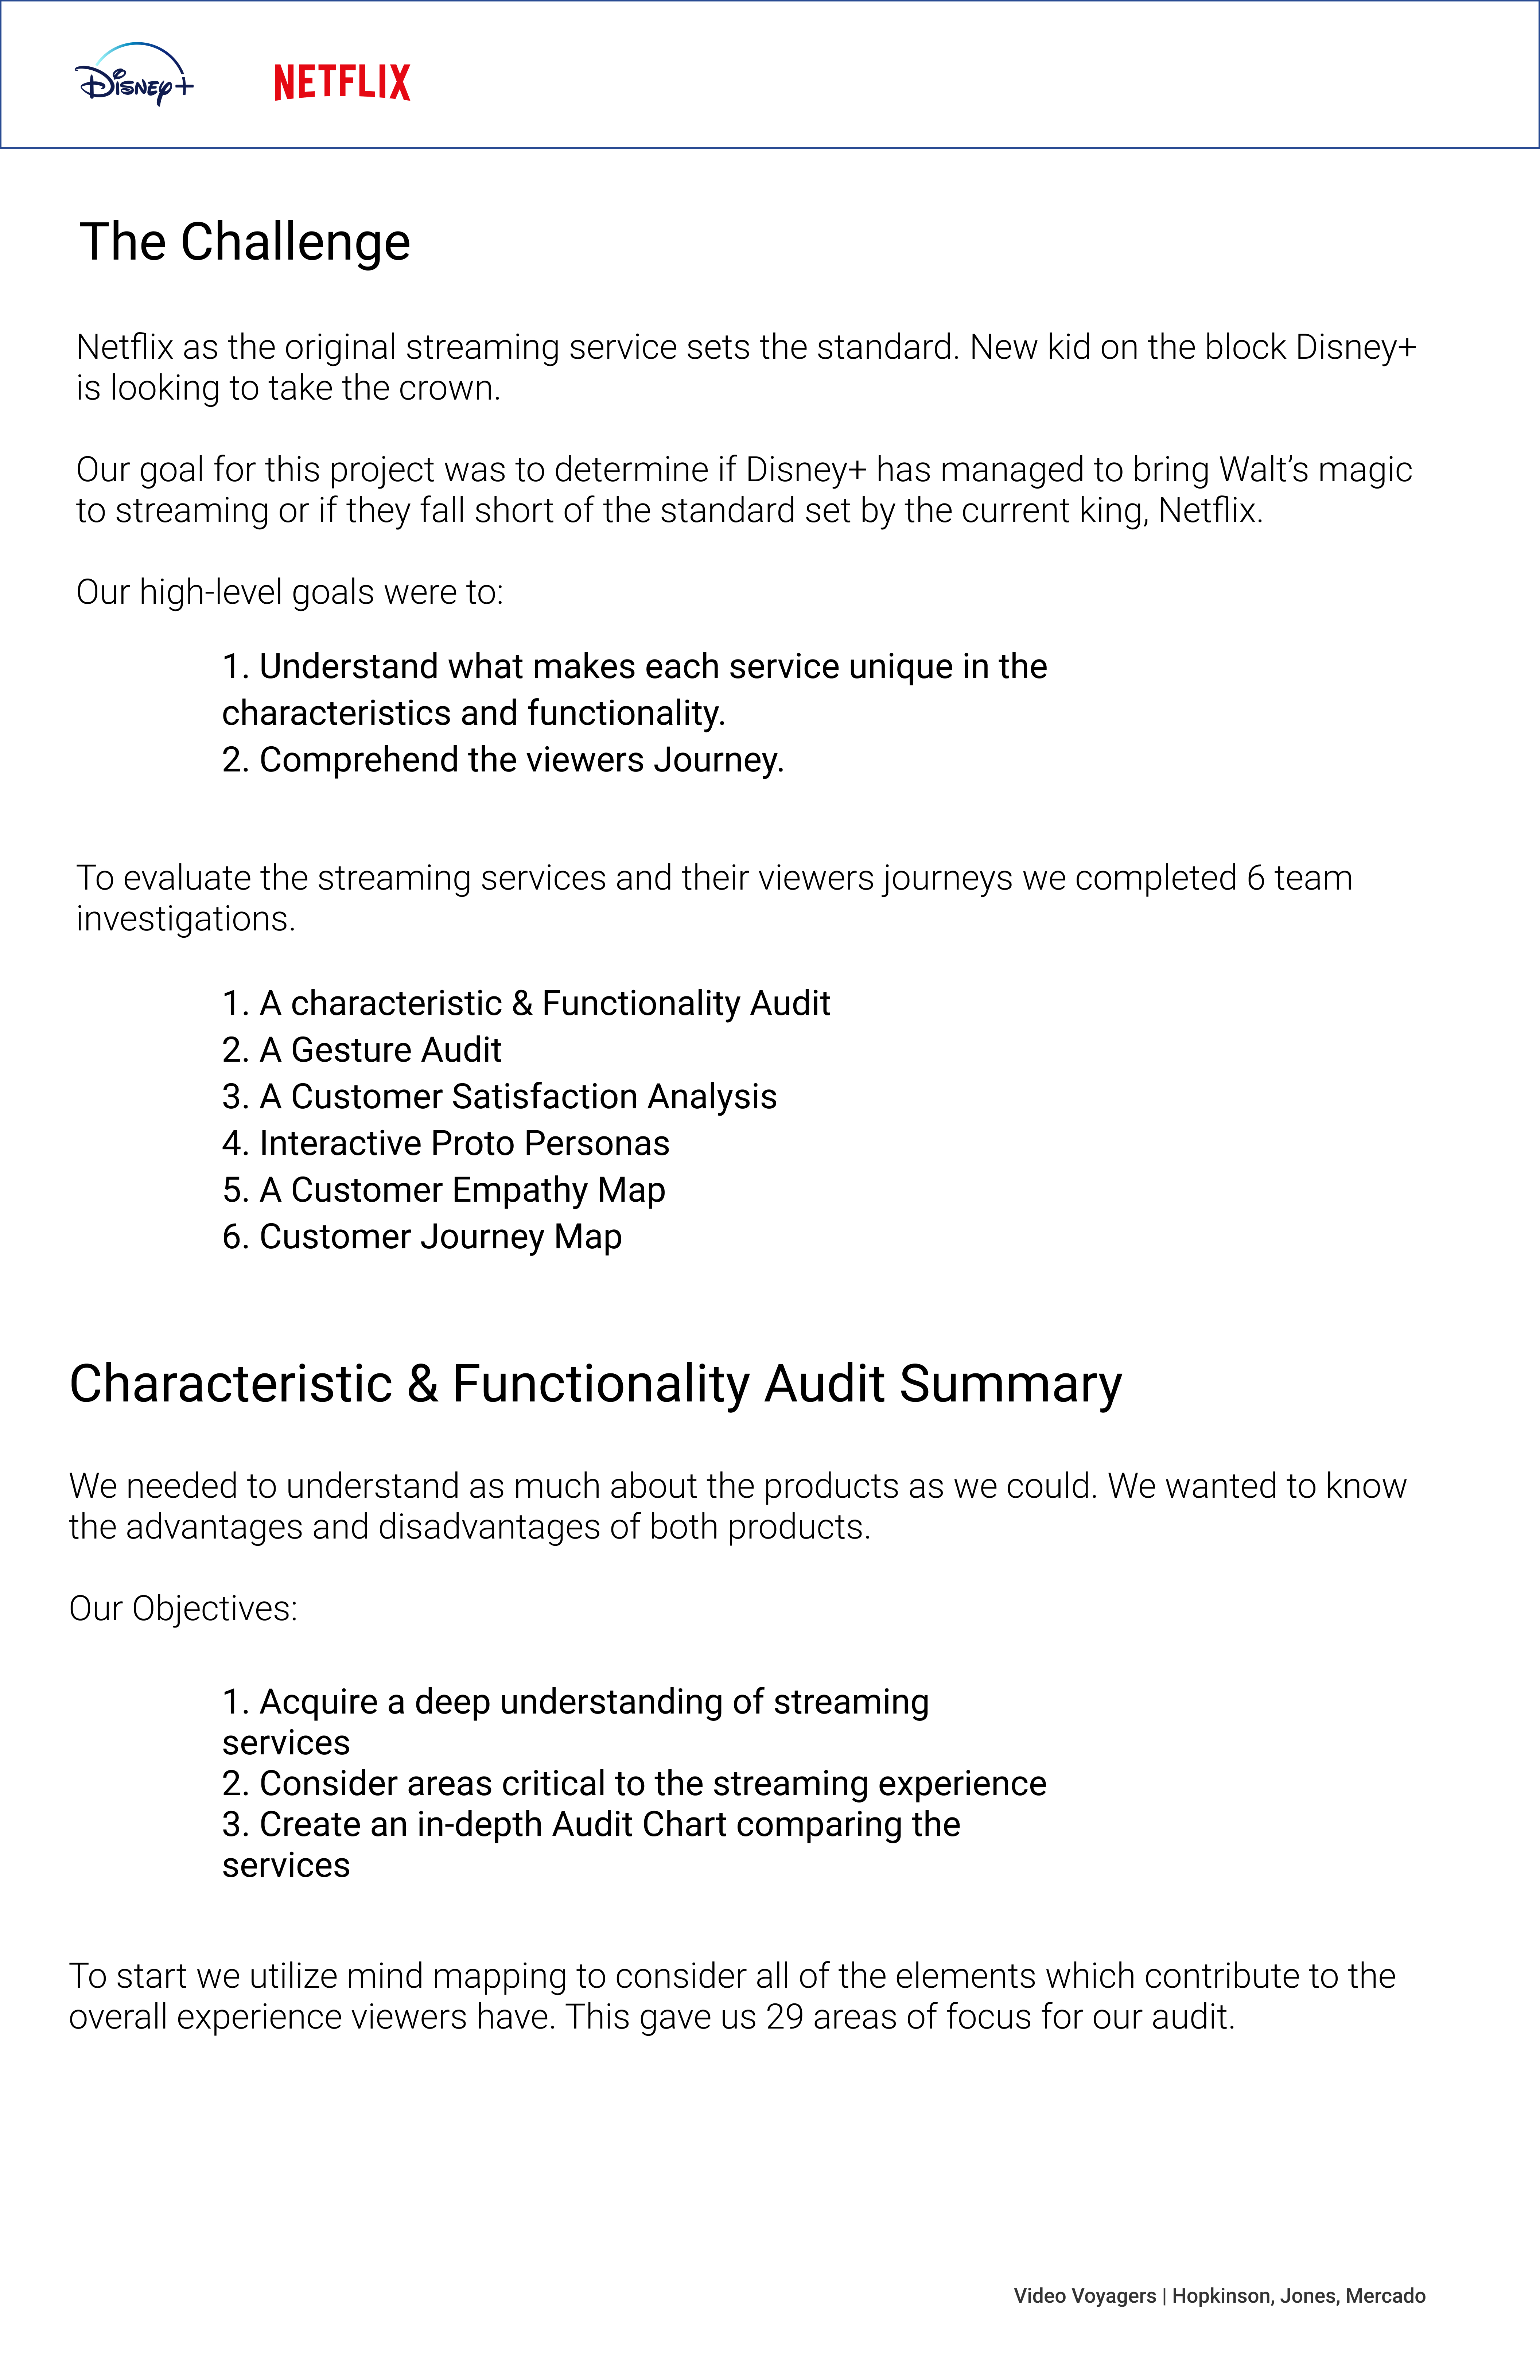 Disney+ NETFLIX
The Challenge
Netflix as the original streaming service sets the standard. New kid on the block Disney+
is looking to take the crown.
Our goal for this project was to determine if Disney+ has managed to bring Walt’s magic
to streaming or if they fall short of the standard set by the current king, Netflix.
Our high-level goals were to:
1. Understand what makes each service unique in the
characteristics and functionality.
2. Comprehend the viewers Journey.
To evaluate the streaming services and their viewers journeys we completed 6 team
investigations.
1. A characteristic & Functionality Audit
2. A Gesture Audit
3. A Customer Satisfaction Analysis
4. Interactive Proto Personas
5. A Customer Empathy Map
6. Customer Journey Map
Characteristic & Functionality Audit Summary
We needed to understand as much about the products as we could. We wanted to know
the advantages and disadvantages of both products.
Our Objectives:
1. Acquire a deep understanding of streaming
services
2. Consider areas critical to the streaming experience
3. Create an in-depth Audit Chart comparing the
services
To start we utilize mind mapping to consider all of the elements which contribute to the
overall experience viewers have. This gave us 29 areas of focus for our audit.
Video Voyagers | Hopkinson, Jones, Mercado